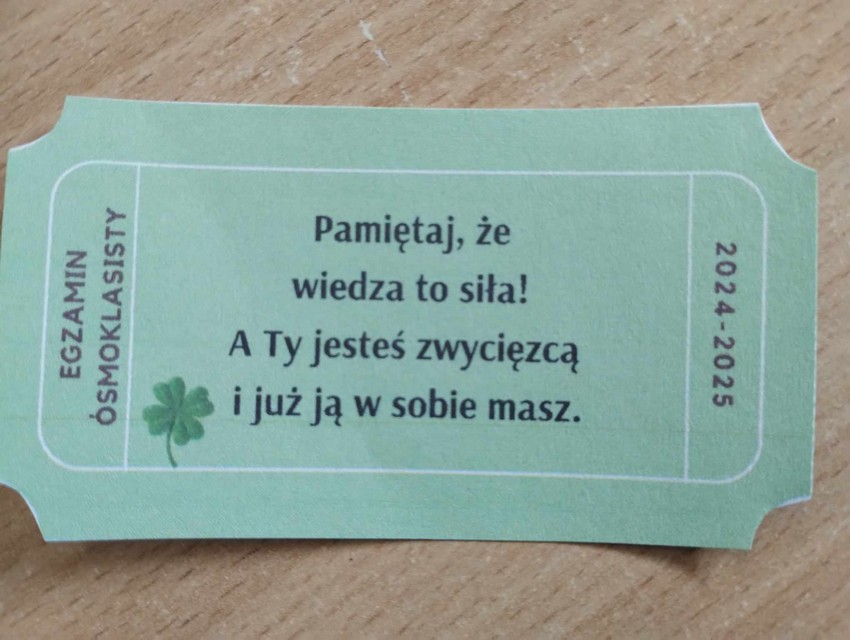 EGZAMIN
ÓSMOKLASISTY
Pamiętaj, że
wiedza to siła!
A Ty jesteś zwycięzcą
i już ją w sobie masz.
2024-2025